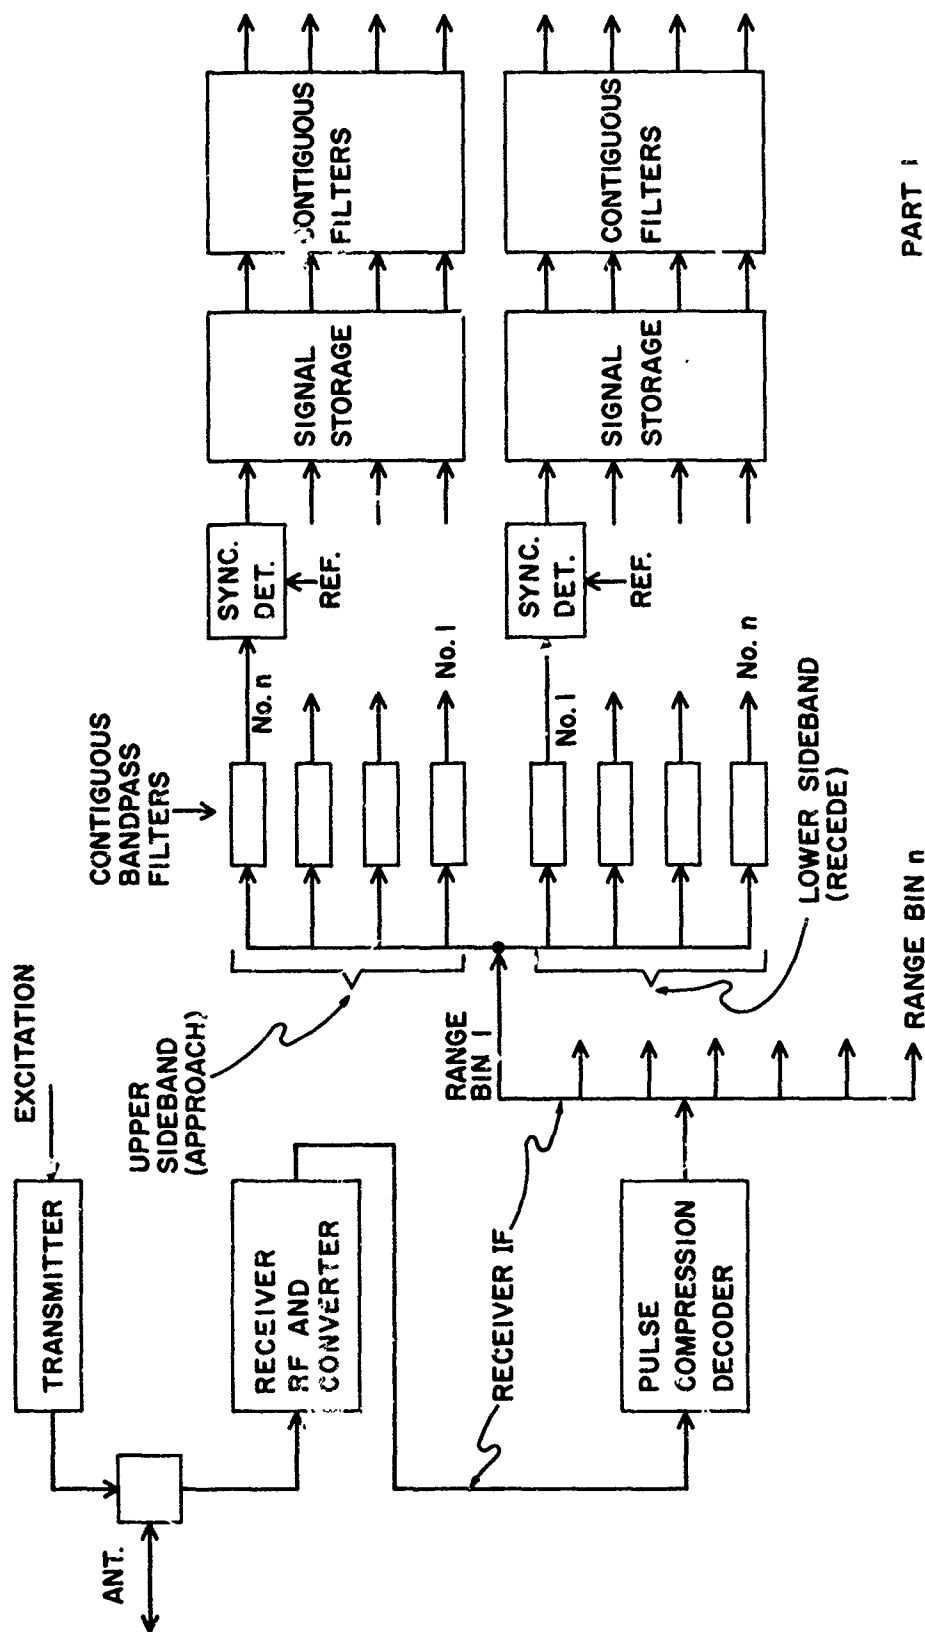 EXCITATION
TRANSMITTER
ANT.
UPPER
SIDEBAND
(APPROACH)
RECEIVER
RF AND
CONVERTER
RECEIVER IF
PULSE
COMPRESSION
DECODER
RANGE
BIN 1
RANGE BIN n
CONTIGUOUS
BANDPASS
FILTERS
No. n
No. 1
No. 1
No. n
LOWER SIDEBAND
(RECEDE)
SYNC.
DET.
REF.
SYNC.
DET.
REF.
SIGNAL
STORAGE
SIGNAL
STORAGE
CONTIGUOUS
FILTERS
CONTIGUOUS
FILTERS
PART 1